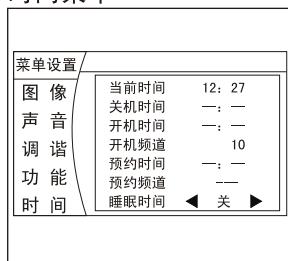 菜单设置
图 像
声 音
调 谐
功 能
时 间
当前时间 12：27
关机时间 —：—
开机时间 —：—
开机频道 10
预约时间 —：—
预约频道 -—
睡眠时间 ◀ 关 ▶